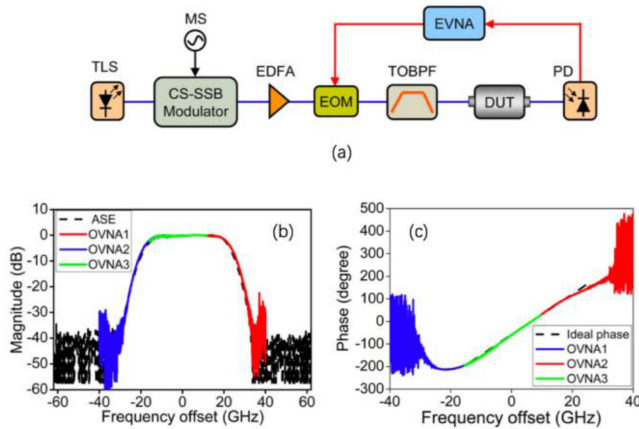 MS
EVNA
TLS
CS-SSB
Modulator
EDFA
EOM
TOBPF
DUT
PD
(a)
Magnitude (dB)
10
0
-10
-20
-30
-40
-50
-60
ASE
OVNA1
OVNA2
OVNA3
(b)
-60 -40 -20 0 20 40 60
Frequency offset (GHz)
Phase (degree)
500
400
300
200
100
0
-100
-200
-300
(c)
Ideal phase
OVNA1
OVNA2
OVNA3
-40 -20 0 20 40
Frequency offset (GHz)